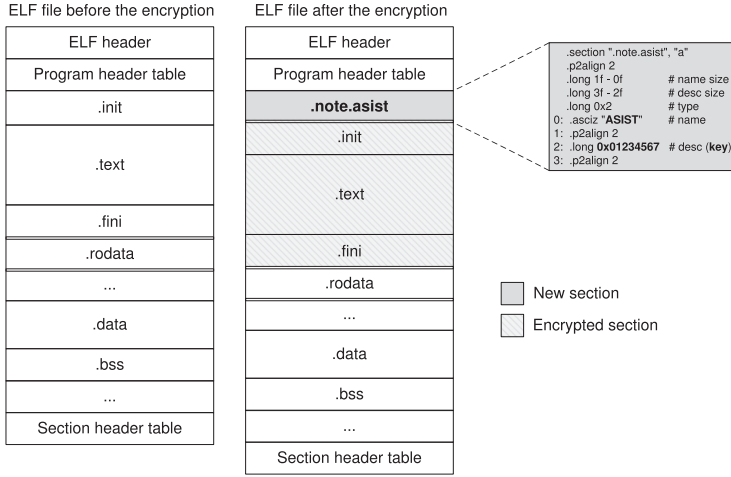 ELF file before the encryption
ELF header
Program header table
.init
.text
.fini
.rodata
...
.data
.bss
...
Section header table
ELF file after the encryption
ELF header
Program header table
.note.asist
.init
.text
.fini
.rodata
...
.data
.bss
...
Section header table
.section ".note.asist", "a"
.p2align 2
.long 1f - 0f # name size
.long 3f - 2f # desc size
.long 0x2 # type
0: .asciz "ASIST" # name
1: .p2align 2
2: .long 0x01234567 # desc (key)
3: .p2align 2
New section
Encrypted section